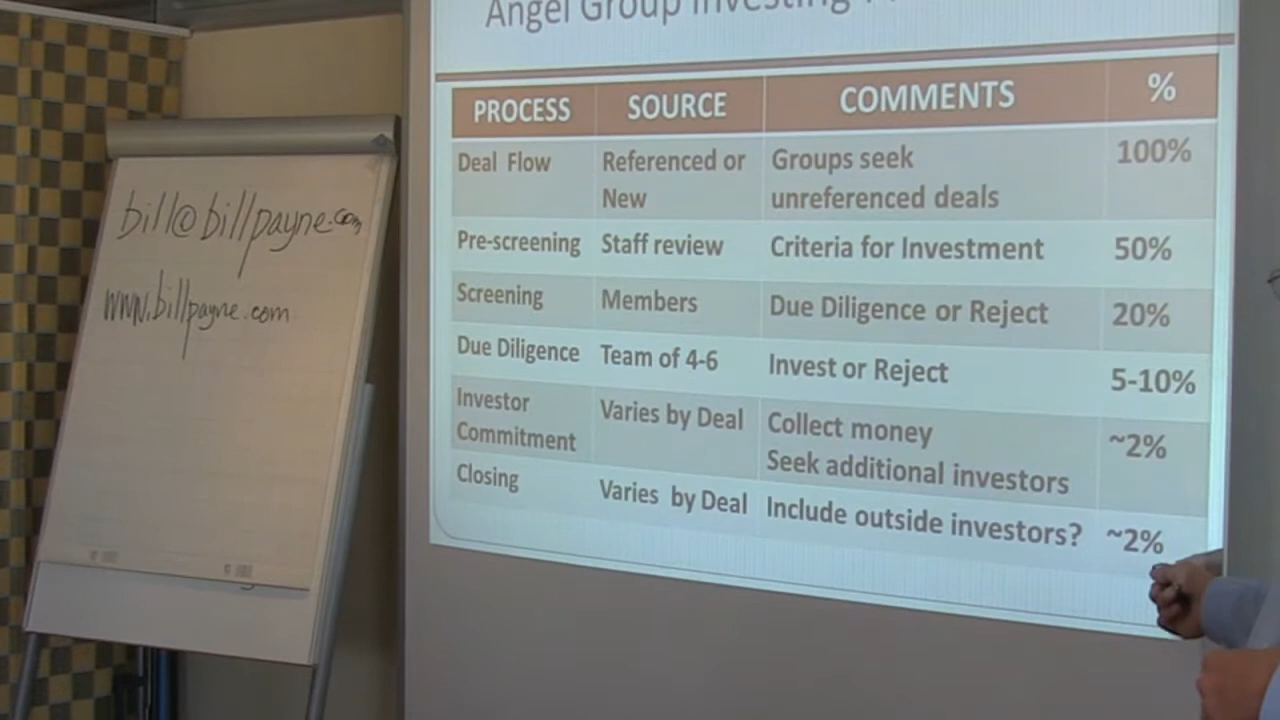 bill@billpayne.com
www.billpayne.com
Angel Group Investing
PROCESS SOURCE COMMENTS %
Deal Flow Referenced or New Groups seek unreferenced deals 100%
Pre-screening Staff review Criteria for Investment 50%
Screening Members Due Diligence or Reject 20%
Due Diligence Team of 4-6 Invest or Reject 5-10%
Investor Commitment Varies by Deal Collect money Seek additional investors ~2%
Closing Varies by Deal Include outside investors? ~2%